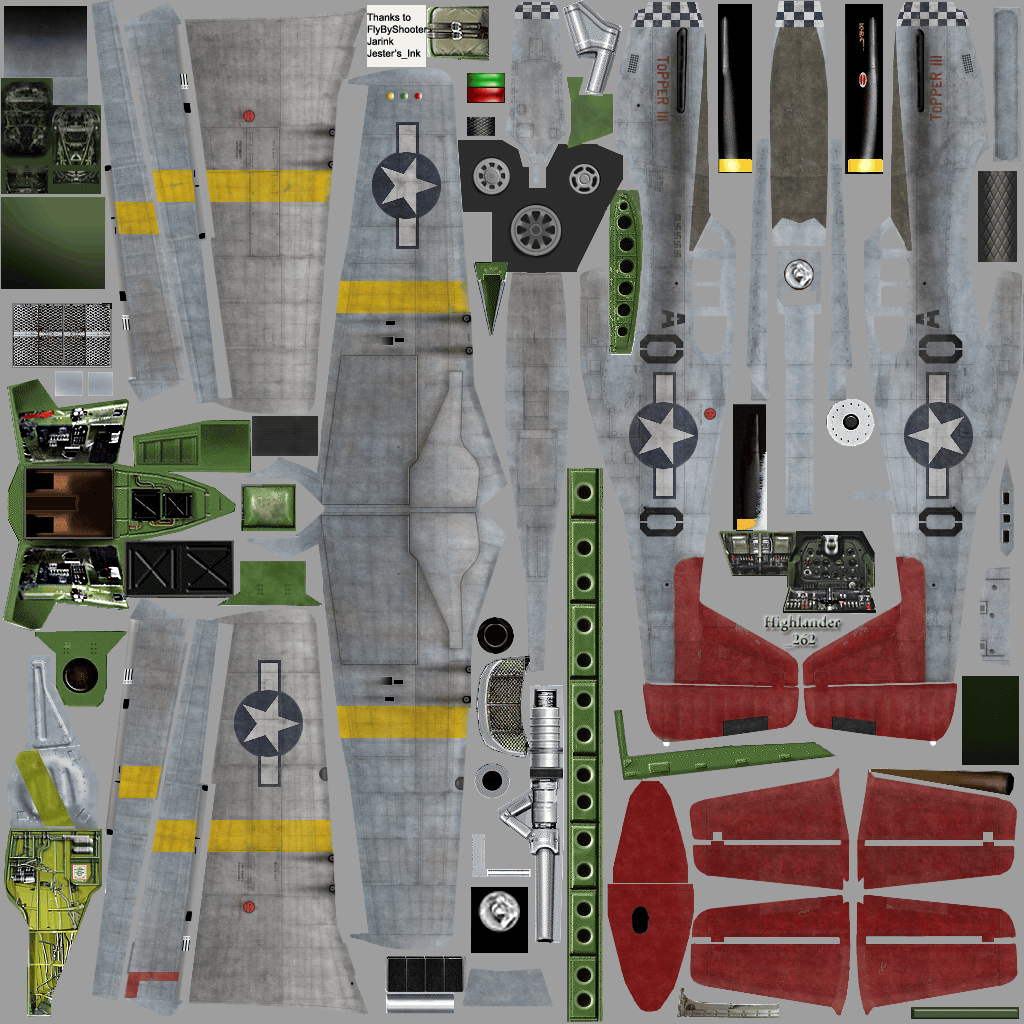 Thanks to
FlyByShooter
Jarink
Jester's_Ink
TOPPER III
TOPPER III
A
A
O
O
O
O
Highlander
262